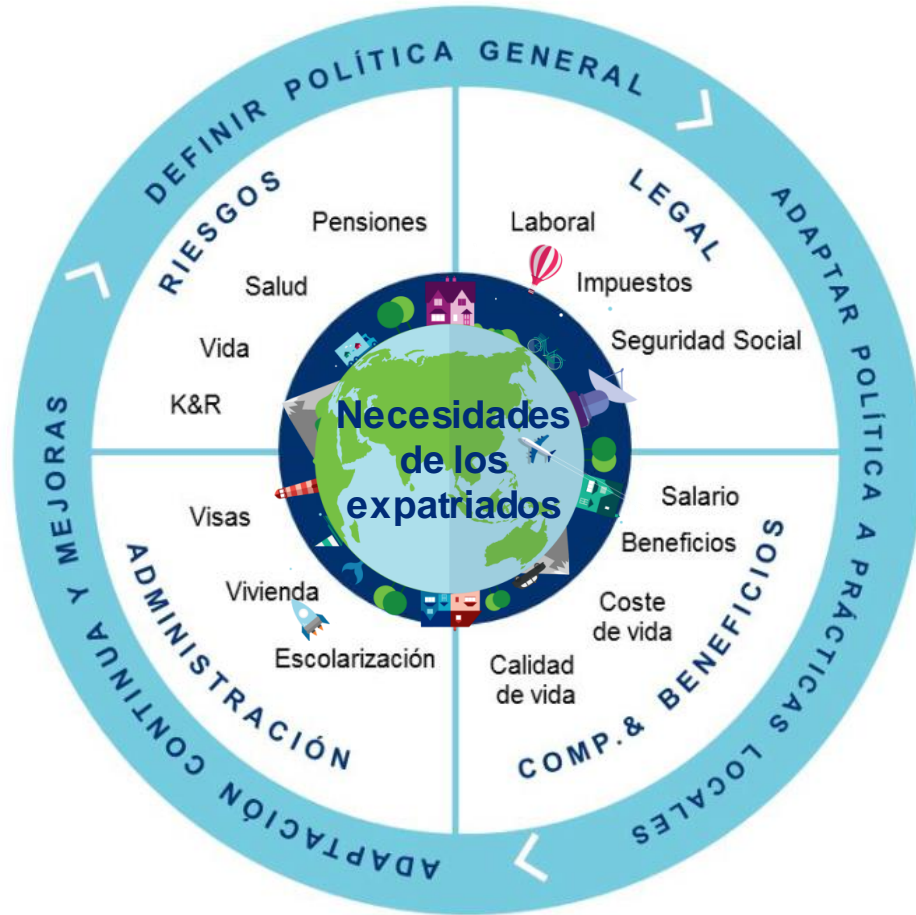 DEFINIR POLÍTICA GENERAL
ADAPTAR POLÍTICA A PRÁCTICAS LOCALES
ADAPTACIÓN CONTINUA Y MEJORAS
RIESGOS
Pensiones
Salud
Vida
K&R
LEGAL
Laboral
Impuestos
Seguridad Social
Necesidades
de los
expatriados
ADMINISTRACIÓN
Visas
Vivienda
Escolarización
COMP.& BENEFICIOS
Salario
Beneficios
Coste
de vida
Calidad
de vida